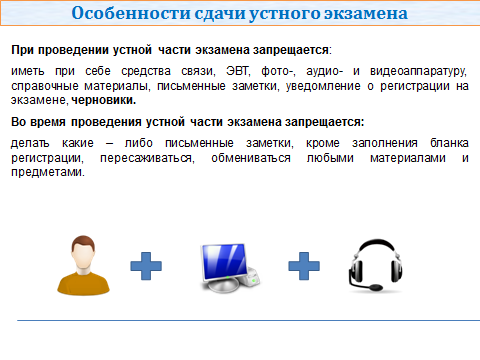 Особенности сдачи устного экзамена
При проведении устной части экзамена запрещается:
иметь при себе средства связи, ЭВТ, фото-, аудио- и видеоаппаратуру,
справочные материалы, письменные заметки, уведомление о регистрации на
экзамене, черновики.
Во время проведения устной части экзамена запрещается:
делать какие – либо письменные заметки, кроме заполнения бланка
регистрации, пересаживаться, обмениваться любыми материалами и
предметами.